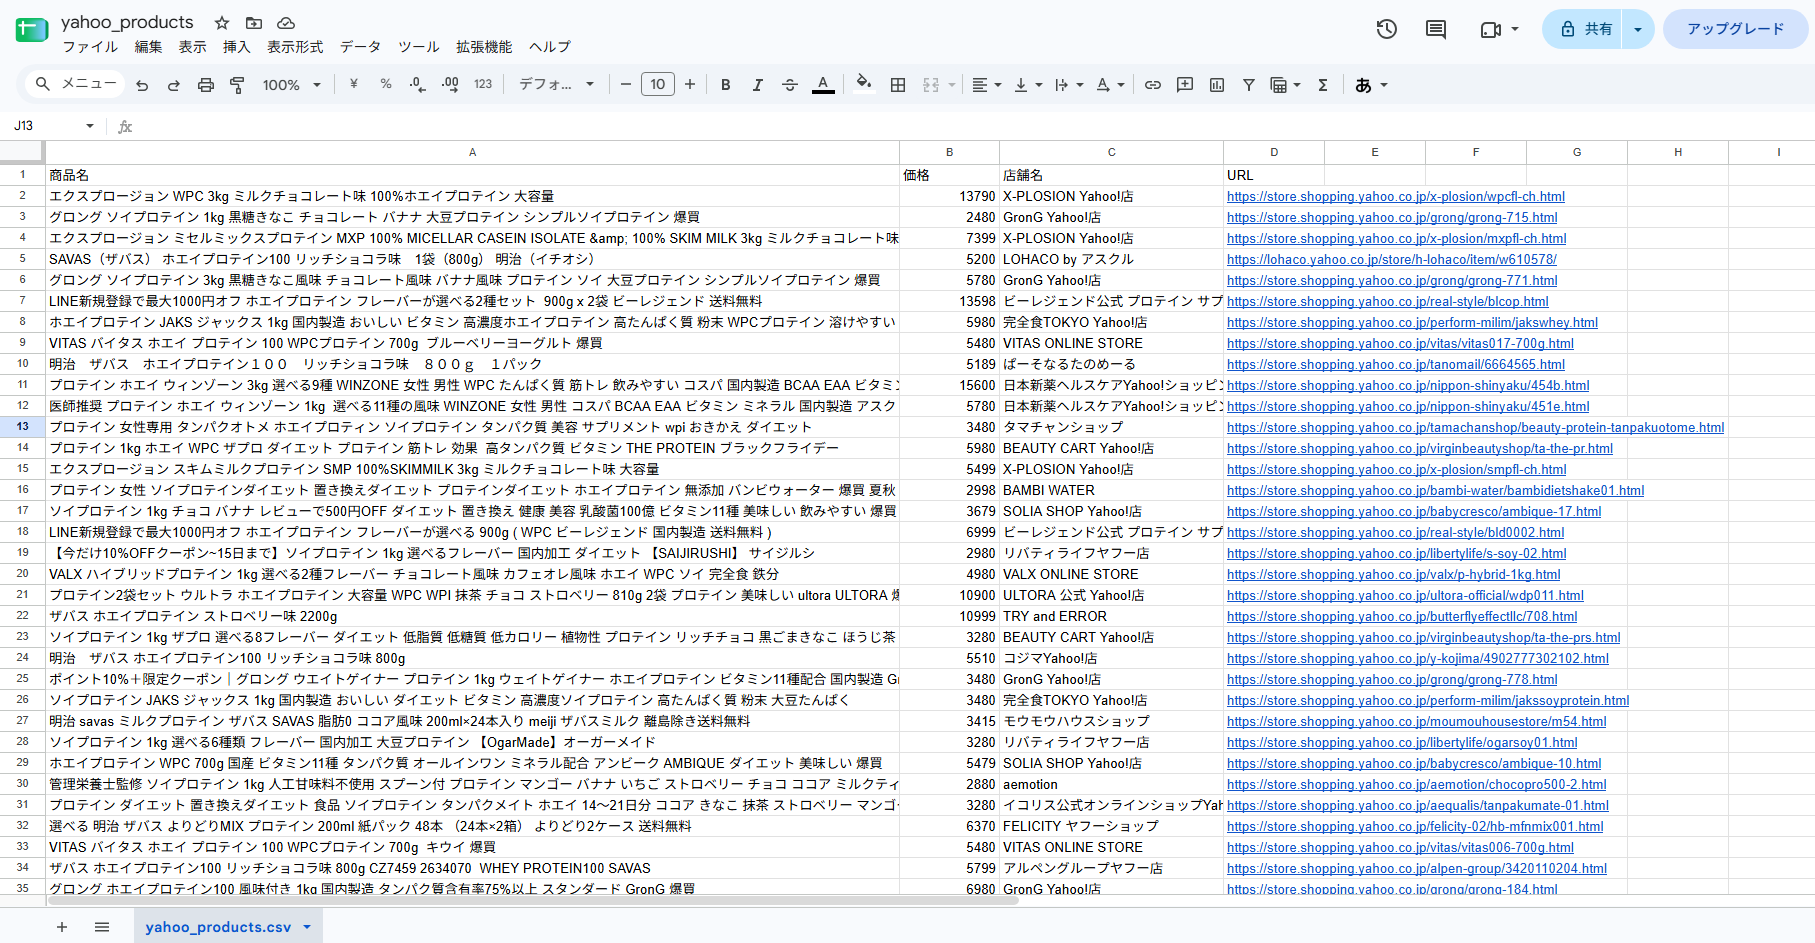 yahoo_products
ファイル 編集 表示 挿入 表示形式 データ ツール 拡張機能 ヘルプ
共有
アップグレード
メニュー 100% ¥ % .0 .00 123 デフォ... 10 B I A あ
J13 fx
A B C D E F G H I
1 商品名 価格 店舗名 URL
2 エクスプロージョン WPC 3kg ミルクチョコレート味 100%ホエイプロテイン 大容量 13790 X-PLOSION Yahoo!店 https://store.shopping.yahoo.co.jp/x-plosion/wpcfl-ch.html
3 グロング ソイプロテイン 1kg 黒糖きなこ チョコレート バナナ 大豆プロテイン シンプルソイプロテイン 爆買 2480 GronG Yahoo!店 https://store.shopping.yahoo.co.jp/grong/grong-715.html
4 エクスプロージョン ミセルミックスプロテイン MXP 100% MICELLAR CASEIN ISOLATE &amp; 100% SKIM MILK 3kg ミルクチョコレート味 7399 X-PLOSION Yahoo!店 https://store.shopping.yahoo.co.jp/x-plosion/mxpfl-ch.html
5 SAVAS（ザバス） ホエイプロテイン100 リッチショコラ味　1袋（800g） 明治（イチオシ） 5200 LOHACO by アスクル https://lohaco.yahoo.co.jp/store/h-lohaco/item/w610578/
6 グロング ソイプロテイン 3kg 黒糖きなこ風味 チョコレート風味 バナナ風味 プロテイン ソイ 大豆プロテイン シンプルソイプロテイン 爆買 5780 GronG Yahoo!店 https://store.shopping.yahoo.co.jp/grong/grong-771.html
7 LINE新規登録で最大1000円オフ ホエイプロテイン フレーバーが選べる2種セット 900g x 2袋 ビーレジェンド 送料無料 13598 ビーレジェンド公式 プロテイン サプ https://store.shopping.yahoo.co.jp/real-style/blcop.html
8 ホエイプロテイン JAKS ジャックス 1kg 国内製造 おいしい ビタミン 高濃度ホエイプロテイン 高たんぱく質 粉末 WPCプロテイン 溶けやすい 5980 完全食TOKYO Yahoo!店 https://store.shopping.yahoo.co.jp/perform-milim/jakswhey.html
9 VITAS バイタス ホエイ プロテイン 100 WPCプロテイン 700g ブルーベリーヨーグルト 爆買 5480 VITAS ONLINE STORE https://store.shopping.yahoo.co.jp/vitas/vitas017-700g.html
10 明治　ザバス　ホエイプロテイン１００　リッチショコラ味　８００ｇ　１パック 5189 ぱーそなるたのめーる https://store.shopping.yahoo.co.jp/tanomail/6664565.html
11 プロテイン ホエイ ウィンゾーン 3kg 選べる9種 WINZONE 女性 男性 WPC たんぱく質 筋トレ 飲みやすい コスパ 国内製造 BCAA EAA ビタミン 15600 日本新薬ヘルスケアYahoo!ショッピン https://store.shopping.yahoo.co.jp/nippon-shinyaku/454b.html
12 医師推奨 プロテイン ホエイ ウィンゾーン 1kg 選べる11種の風味 WINZONE 女性 男性 コスパ BCAA EAA ビタミン ミネラル 国内製造 アスク 5780 日本新薬ヘルスケアYahoo!ショッピン https://store.shopping.yahoo.co.jp/nippon-shinyaku/451e.html
13 プロテイン 女性専用 タンパクオトメ ホエイプロティン ソイプロテイン タンパク質 美容 サプリメント wpi おきかえ ダイエット 3480 タマチャンショップ https://store.shopping.yahoo.co.jp/tamachanshop/beauty-protein-tanpakuotome.html
14 プロテイン 1kg ホエイ WPC ザプロ ダイエット プロテイン 筋トレ 効果 高タンパク質 ビタミン THE PROTEIN ブラックフライデー 5980 BEAUTY CART Yahoo!店 https://store.shopping.yahoo.co.jp/virginbeautyshop/ta-the-pr.html
15 エクスプロージョン スキムミルクプロテイン SMP 100%SKIMMILK 3kg ミルクチョコレート味 大容量 5499 X-PLOSION Yahoo!店 https://store.shopping.yahoo.co.jp/x-plosion/smpfl-ch.html
16 プロテイン 女性 ソイプロテインダイエット 置き換えダイエット プロテインダイエット ホエイプロテイン 無添加 バンビウォーター 爆買 夏秋 2998 BAMBI WATER https://store.shopping.yahoo.co.jp/bambi-water/bambidietshake01.html
17 ソイプロテイン 1kg チョコ バナナ レビューで500円OFF ダイエット 置き換え 健康 美容 乳酸菌100億 ビタミン11種 美味しい 飲みやすい 爆買 3679 SOLIA SHOP Yahoo!店 https://store.shopping.yahoo.co.jp/babycresco/ambique-17.html
18 LINE新規登録で最大1000円オフ ホエイプロテイン フレーバーが選べる 900g ( WPC ビーレジェンド 国内製造 送料無料 ) 6999 ビーレジェンド公式 プロテイン サプ https://store.shopping.yahoo.co.jp/real-style/bld0002.html
19 【今だけ10%OFFクーポン~15日まで】ソイプロテイン 1kg 選べるフレーバー 国内加工 ダイエット 【SAIJIRUSHI】 サイジルシ 2980 リバティライフヤフー店 https://store.shopping.yahoo.co.jp/libertylife/s-soy-02.html
20 VALX ハイブリッドプロテイン 1kg 選べる2種フレーバー チョコレート風味 カフェオレ風味 ホエイ WPC ソイ 完全食 鉄分 4980 VALX ONLINE STORE https://store.shopping.yahoo.co.jp/valx/p-hybrid-1kg.html
21 プロテイン2袋セット ウルトラ ホエイプロテイン 大容量 WPC WPI 抹茶 チョコ ストロベリー 810g 2袋 プロテイン 美味しい ultora ULTORA 爆 10900 ULTORA 公式 Yahoo!店 https://store.shopping.yahoo.co.jp/ultora-official/wdp011.html
22 ザバス ホエイプロテイン ストロベリー味 2200g 10999 TRY and ERROR https://store.shopping.yahoo.co.jp/butterflyeffectllc/708.html
23 ソイプロテイン 1kg ザプロ 選べる8フレーバー ダイエット 低脂質 低糖質 低カロリー 植物性 プロテイン リッチチョコ 黒ごまきなこ ほうじ茶 3280 BEAUTY CART Yahoo!店 https://store.shopping.yahoo.co.jp/virginbeautyshop/ta-the-prs.html
24 明治　ザバス ホエイプロテイン100 リッチショコラ味 800g 5510 コジマYahoo!店 https://store.shopping.yahoo.co.jp/y-kojima/4902777302102.html
25 ポイント10%＋限定クーポン｜グロング ウエイトゲイナー プロテイン 1kg ウェイトゲイナー ホエイプロテイン ビタミン11種配合 国内製造 Gr 3480 GronG Yahoo!店 https://store.shopping.yahoo.co.jp/grong/grong-778.html
26 ソイプロテイン JAKS ジャックス 1kg 国内製造 おいしい ダイエット ビタミン 高濃度ソイプロテイン 高たんぱく質 粉末 大豆たんぱく 3480 完全食TOKYO Yahoo!店 https://store.shopping.yahoo.co.jp/perform-milim/jakssoyprotein.html
27 明治 savas ミルクプロテイン ザバス SAVAS 脂肪0 ココア風味 200ml×24本入り meiji ザバスミルク 離島除き送料無料 3415 モウモウハウスショップ https://store.shopping.yahoo.co.jp/moumouhousestore/m54.html
28 ソイプロテイン 1kg 選べる6種類 フレーバー 国内加工 大豆プロテイン 【OgarMade】オーガーメイド 3280 リバティライフヤフー店 https://store.shopping.yahoo.co.jp/libertylife/ogarsoy01.html
29 ホエイプロテイン WPC 700g 国産 ビタミン11種 タンパク質 オールインワン ミネラル配合 アンビーク AMBIQUE ダイエット 美味しい 爆買 5479 SOLIA SHOP Yahoo!店 https://store.shopping.yahoo.co.jp/babycresco/ambique-10.html
30 管理栄養士監修 ソイプロテイン 1kg 人工甘味料不使用 スプーン付 プロテイン マンゴー バナナ いちご ストロベリー チョコ ココア ミルクティ 2880 aemotion https://store.shopping.yahoo.co.jp/aemotion/chocopro500-2.html
31 プロテイン ダイエット 置き換えダイエット 食品 ソイプロテイン タンパクメイト ホエイ 14～21日分 ココア きなこ 抹茶 ストロベリー マンゴー 3280 イコリス公式オンラインショップYah https://store.shopping.yahoo.co.jp/aequalis/tanpakumate-01.html
32 選べる 明治 ザバス よりどりMIX プロテイン 200ml 紙パック 48本 （24本×2箱） よりどり2ケース 送料無料 6370 FELICITY ヤフーショップ https://store.shopping.yahoo.co.jp/felicity-02/hb-mfnmix001.html
33 VITAS バイタス ホエイ プロテイン 100 WPCプロテイン 700g キウイ 爆買 5480 VITAS ONLINE STORE https://store.shopping.yahoo.co.jp/vitas/vitas006-700g.html
34 ザバス ホエイプロテイン100 リッチショコラ味 800g CZ7459 2634070 WHEY PROTEIN100 SAVAS 5799 アルペングループヤフー店 https://store.shopping.yahoo.co.jp/alpen-group/3420110204.html
35 グロング ホエイプロテイン100 風味付き 1kg 国内製造 タンパク質含有率75%以上 スタンダード GronG 爆買 6980 GronG Yahoo!店 https://store.shopping.yahoo.co.jp/grong/grong-184.html
yahoo_products.csv